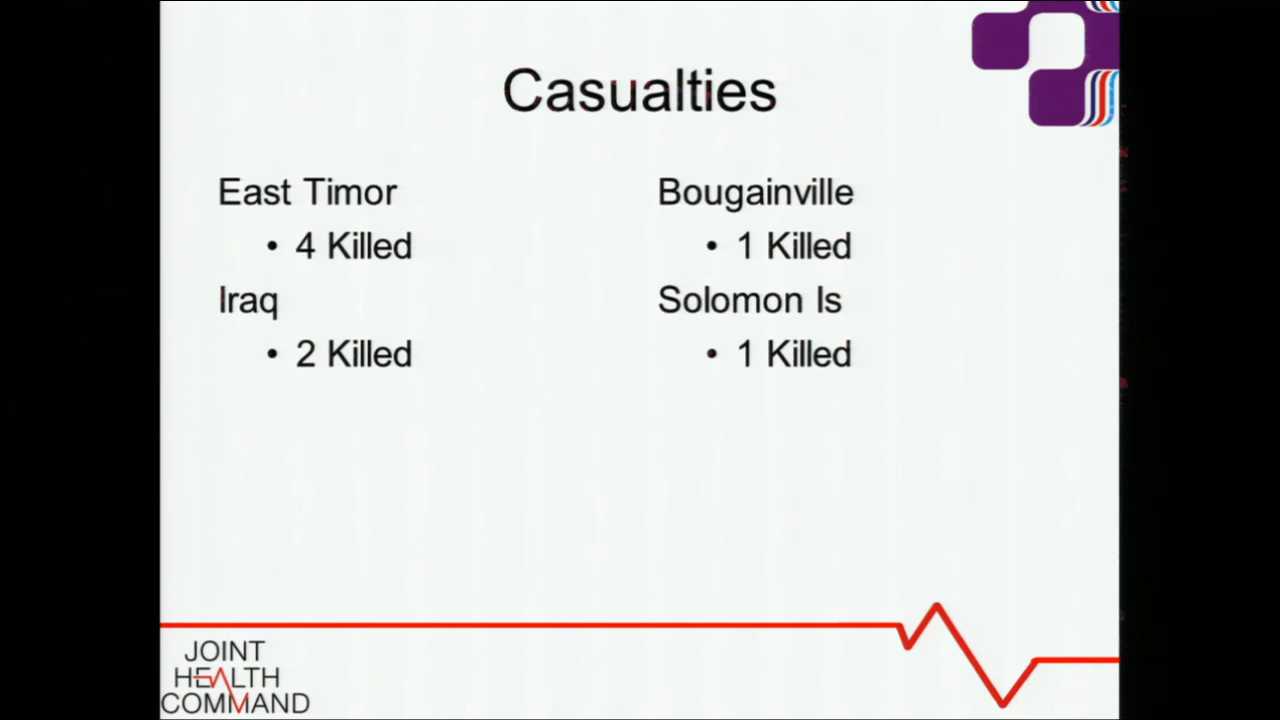 Casualties
East Timor
• 4 Killed
Iraq
• 2 Killed
Bougainville
• 1 Killed
Solomon Is
• 1 Killed
JOINT
HEALTH
COMMAND